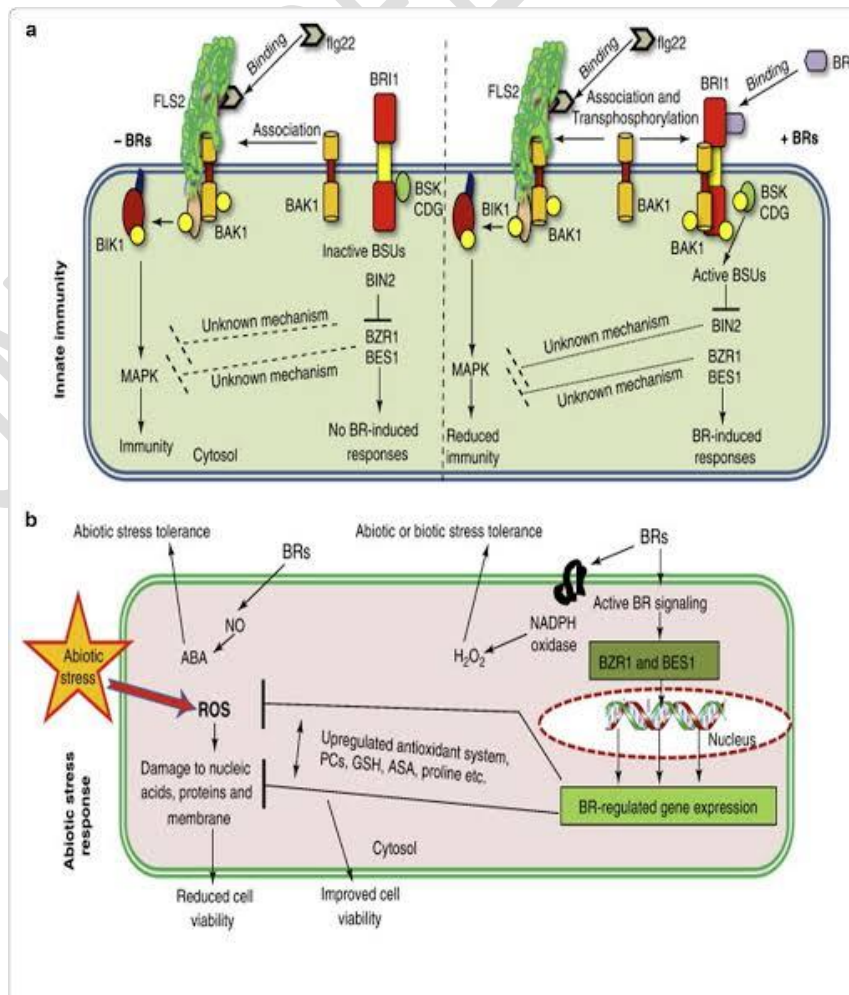 a
flg22
Binding
FLS2
BRI1
– BRs
Association
BSK
CDG
BAK1
BIK1
BAK1
Inactive BSUs
BIN2
Unknown mechanism
BZR1
BES1
Unknown mechanism
MAPK
No BR-induced
responses
Immunity
Cytosol
flg22
Binding
FLS2
BRI1
Binding
BR
Association and
Transphosphorylation
+ BRs
BIK1
BAK1
BAK1
BSK
CDG
BAK1
Active BSUs
BIN2
Unknown mechanism
BZR1
BES1
Unknown mechanism
MAPK
Reduced
immunity
BR-induced
responses
Innate immunity
b
Abiotic stress tolerance
BRs
Abiotic or biotic stress tolerance
BRs
NO
ABA
NADPH
oxidase
H₂O₂
Active BR signaling
BZR1 and BES1
Abiotic
stress
ROS
Nucleus
Upregulated antioxidant system,
PCs, GSH, ASA, proline etc.
Damage to nucleic
acids, proteins and
membrane
BR-regulated gene expression
Cytosol
Abiotic stress
response
Reduced cell
viability
Improved cell
viability